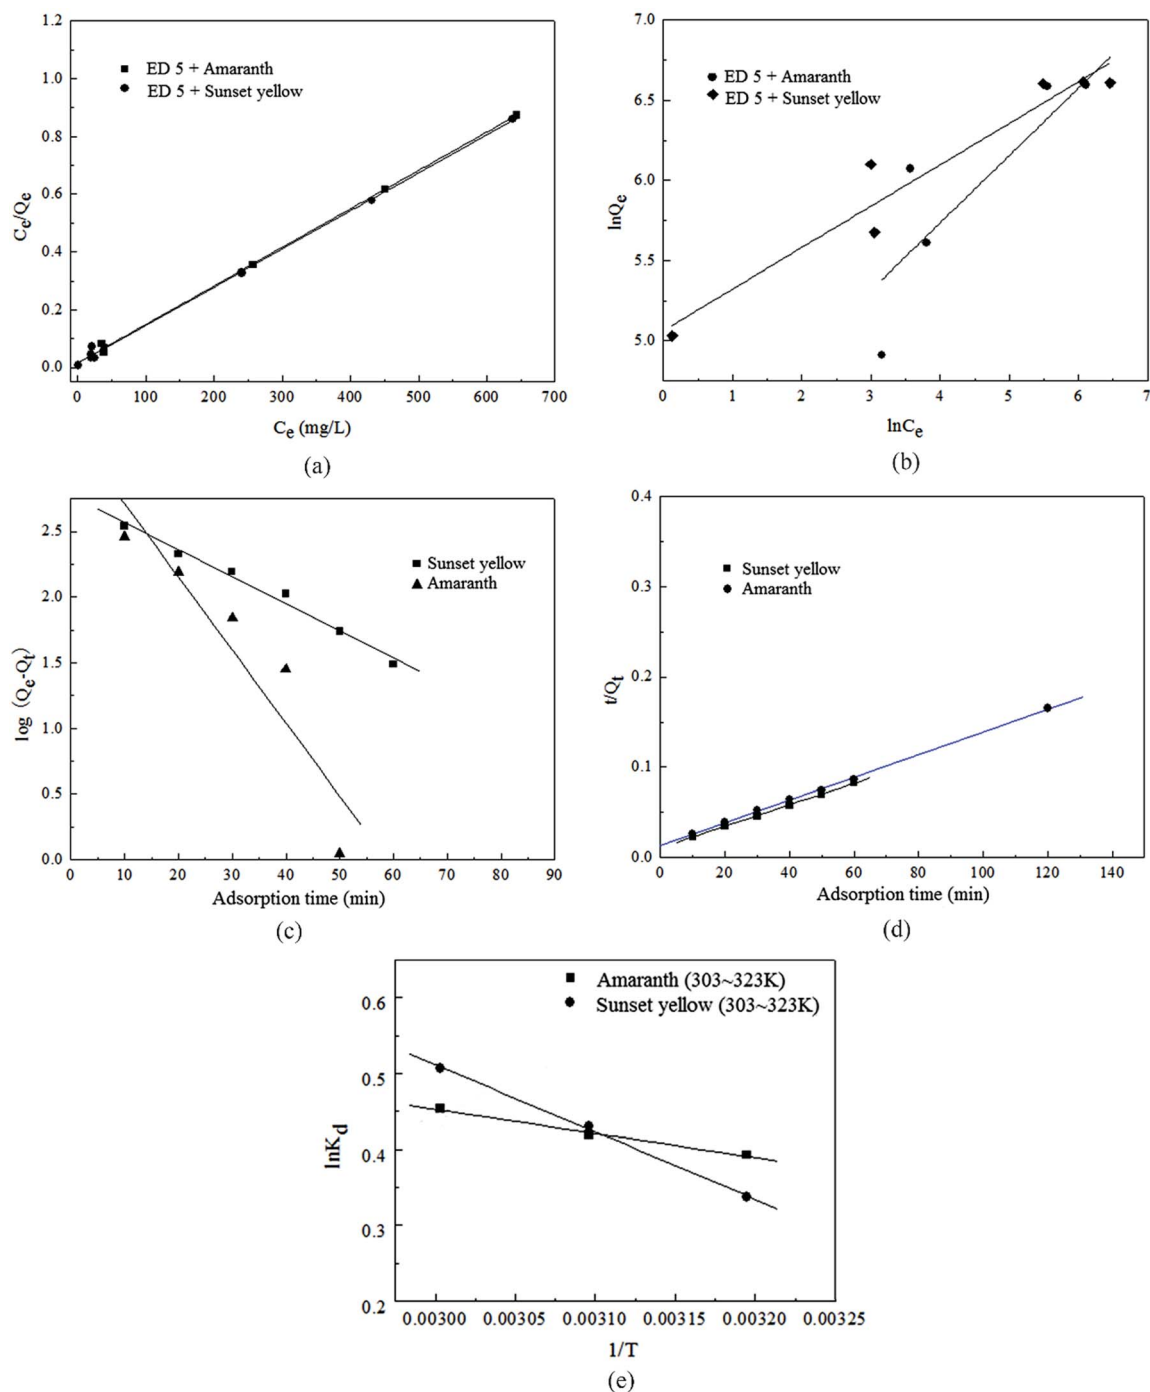 1.2
1.0
0.8
0.6
0.4
0.2
0.0
Ce/Qe
ED 5 + Amaranth
ED 5 + Sunset yellow
0 100 200 300 400 500 600 700
Ce (mg/L)
(a)
7.0
6.5
6.0
5.5
5.0
lnQe
ED 5 + Amaranth
ED 5 + Sunset yellow
0 1 2 3 4 5 6 7
lnCe
(b)
2.5
2.0
1.5
1.0
0.5
0.0
log (Qe-Qt)
Sunset yellow
Amaranth
0 10 20 30 40 50 60 70 80 90
Adsorption time (min)
(c)
0.4
0.3
0.2
0.1
0.0
t/Qt
Sunset yellow
Amaranth
0 20 40 60 80 100 120 140
Adsorption time (min)
(d)
0.6
0.5
0.4
0.3
0.2
lnKd
Amaranth (303~323K)
Sunset yellow (303~323K)
0.00300 0.00305 0.00310 0.00315 0.00320 0.00325
1/T
(e)